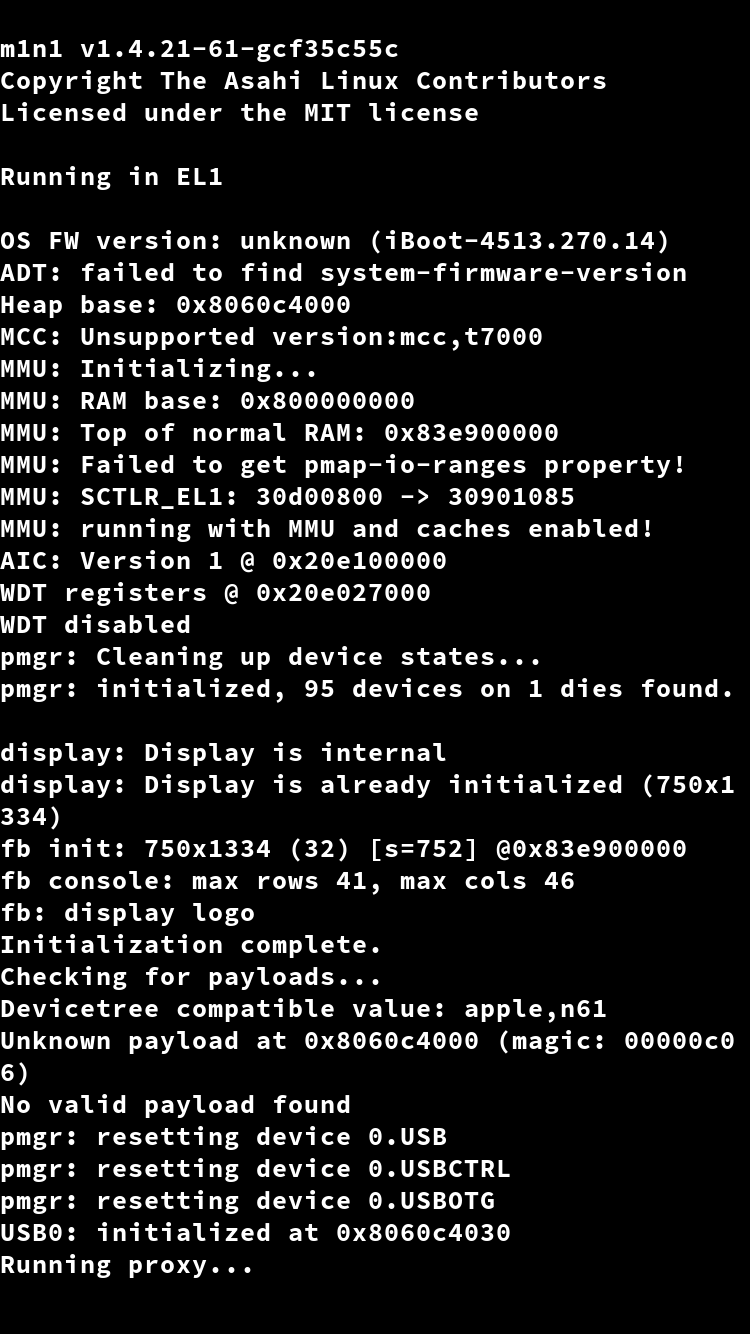 m1n1 v1.4.21-61-gcf35c55c
Copyright The Asahi Linux Contributors
Licensed under the MIT license
Running in EL1
OS FW version: unknown (iBoot-4513.270.14)
ADT: failed to find system-firmware-version
Heap base: 0x8060c4000
MCC: Unsupported version:mcc,t7000
MMU: Initializing...
MMU: RAM base: 0x800000000
MMU: Top of normal RAM: 0x83e900000
MMU: Failed to get pmap-io-ranges property!
MMU: SCTLR_EL1: 30d00800 -> 30901085
MMU: running with MMU and caches enabled!
AIC: Version 1 @ 0x20e100000
WDT registers @ 0x20e027000
WDT disabled
pmgr: Cleaning up device states...
pmgr: initialized, 95 devices on 1 dies found.
display: Display is internal
display: Display is already initialized (750x1
334)
fb init: 750x1334 (32) [s=752] @0x83e900000
fb console: max rows 41, max cols 46
fb: display logo
Initialization complete.
Checking for payloads...
Devicetree compatible value: apple,n61
Unknown payload at 0x8060c4000 (magic: 00000c0
6)
No valid payload found
pmgr: resetting device 0.USB
pmgr: resetting device 0.USBCTRL
pmgr: resetting device 0.USBOTG
USB0: initialized at 0x8060c4030
Running proxy...